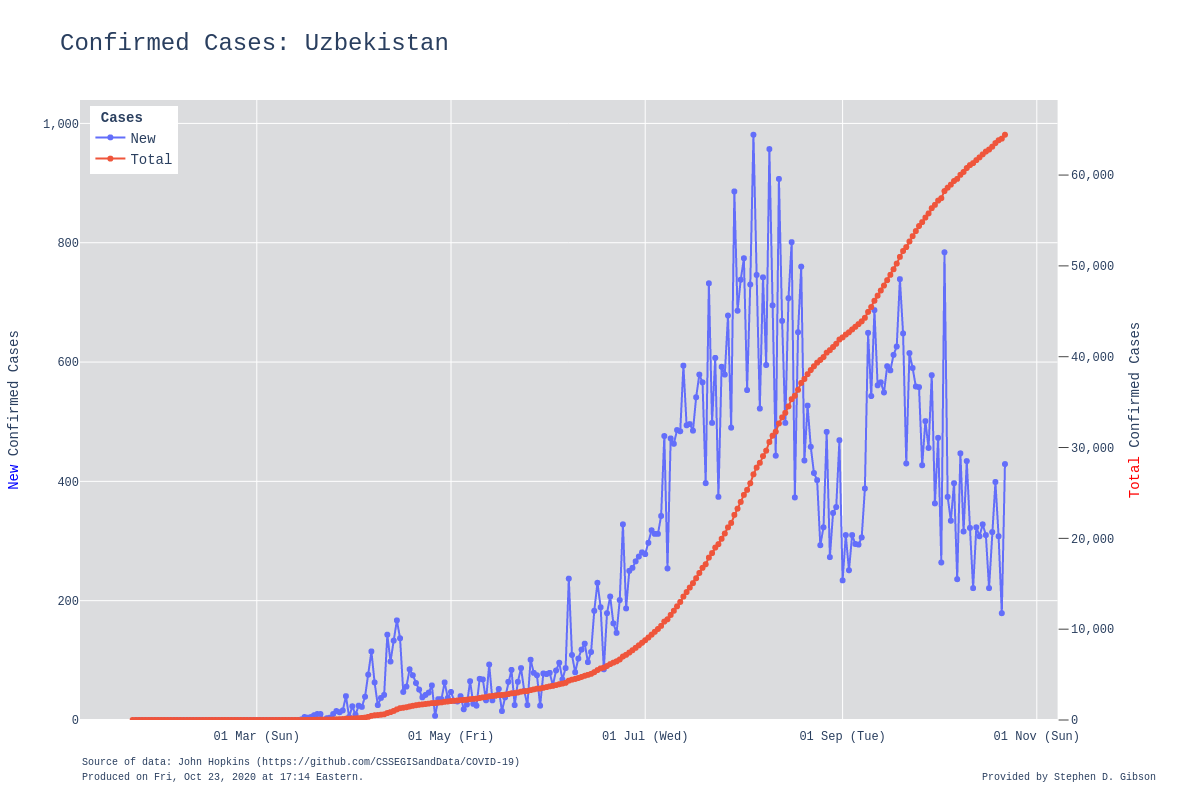 Confirmed Cases: Uzbekistan
Cases
New
Total
1,000
800
600
400
200
0
New Confirmed Cases
60,000
50,000
40,000
30,000
20,000
10,000
0
Total Confirmed Cases
01 Mar (Sun)
01 May (Fri)
01 Jul (Wed)
01 Sep (Tue)
01 Nov (Sun)
Source of data: John Hopkins (https://github.com/CSSEGISandData/COVID-19)
Produced on Fri, Oct 23, 2020 at 17:14 Eastern.
Provided by Stephen D. Gibson